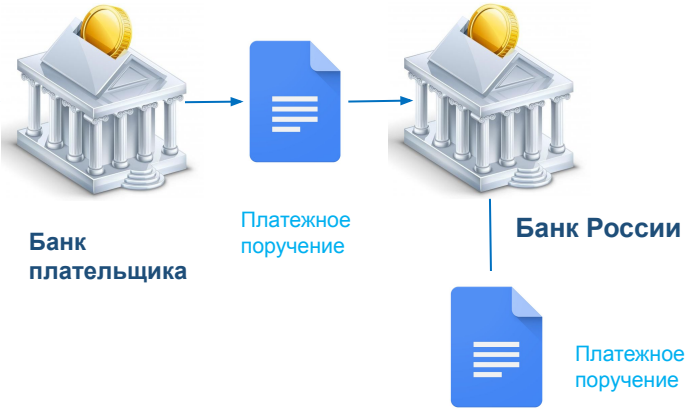 Платежное
поручение
Банк
плательщика
Банк России
Платежное
поручение